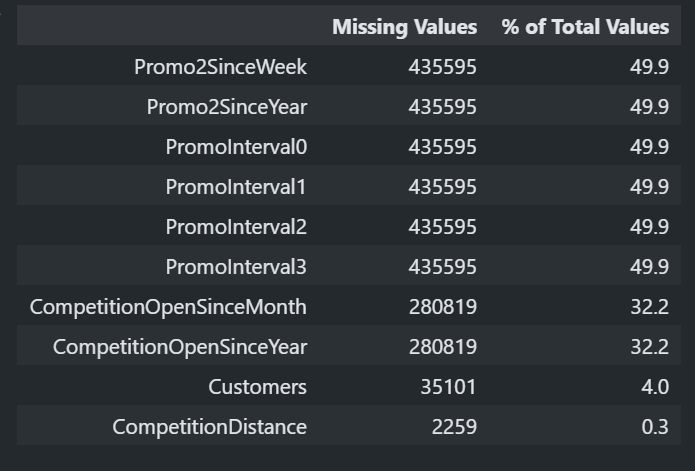 Missing Values % of Total Values
Promo2SinceWeek 435595 49.9
Promo2SinceYear 435595 49.9
PromoInterval0 435595 49.9
PromoInterval1 435595 49.9
PromoInterval2 435595 49.9
PromoInterval3 435595 49.9
CompetitionOpenSinceMonth 280819 32.2
CompetitionOpenSinceYear 280819 32.2
Customers 35101 4.0
CompetitionDistance 2259 0.3